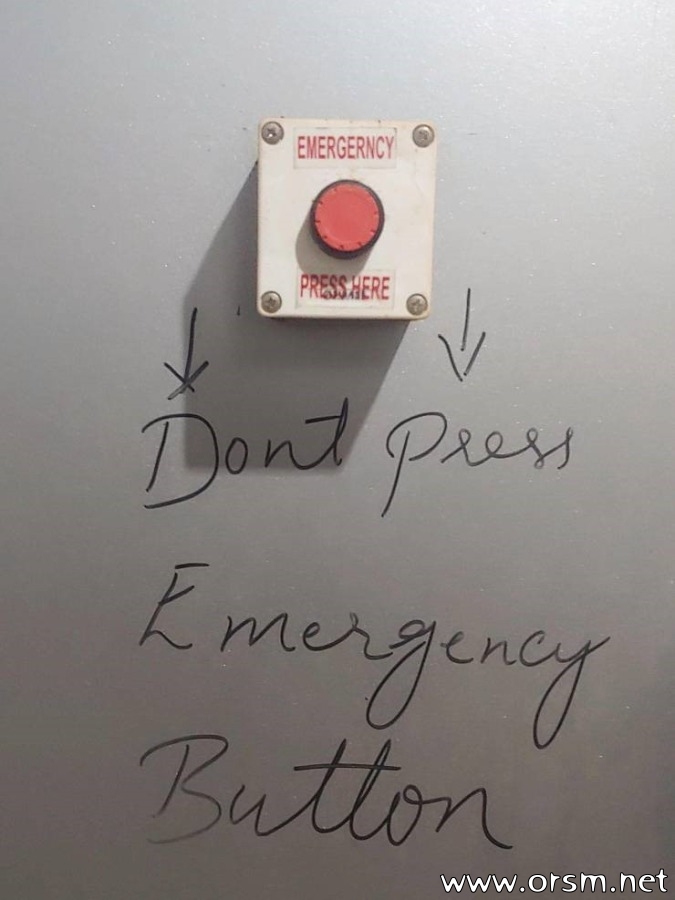 EMERGERNCY
PRESS HERE
Dont Press
Emergency
Button
www.orsm.net